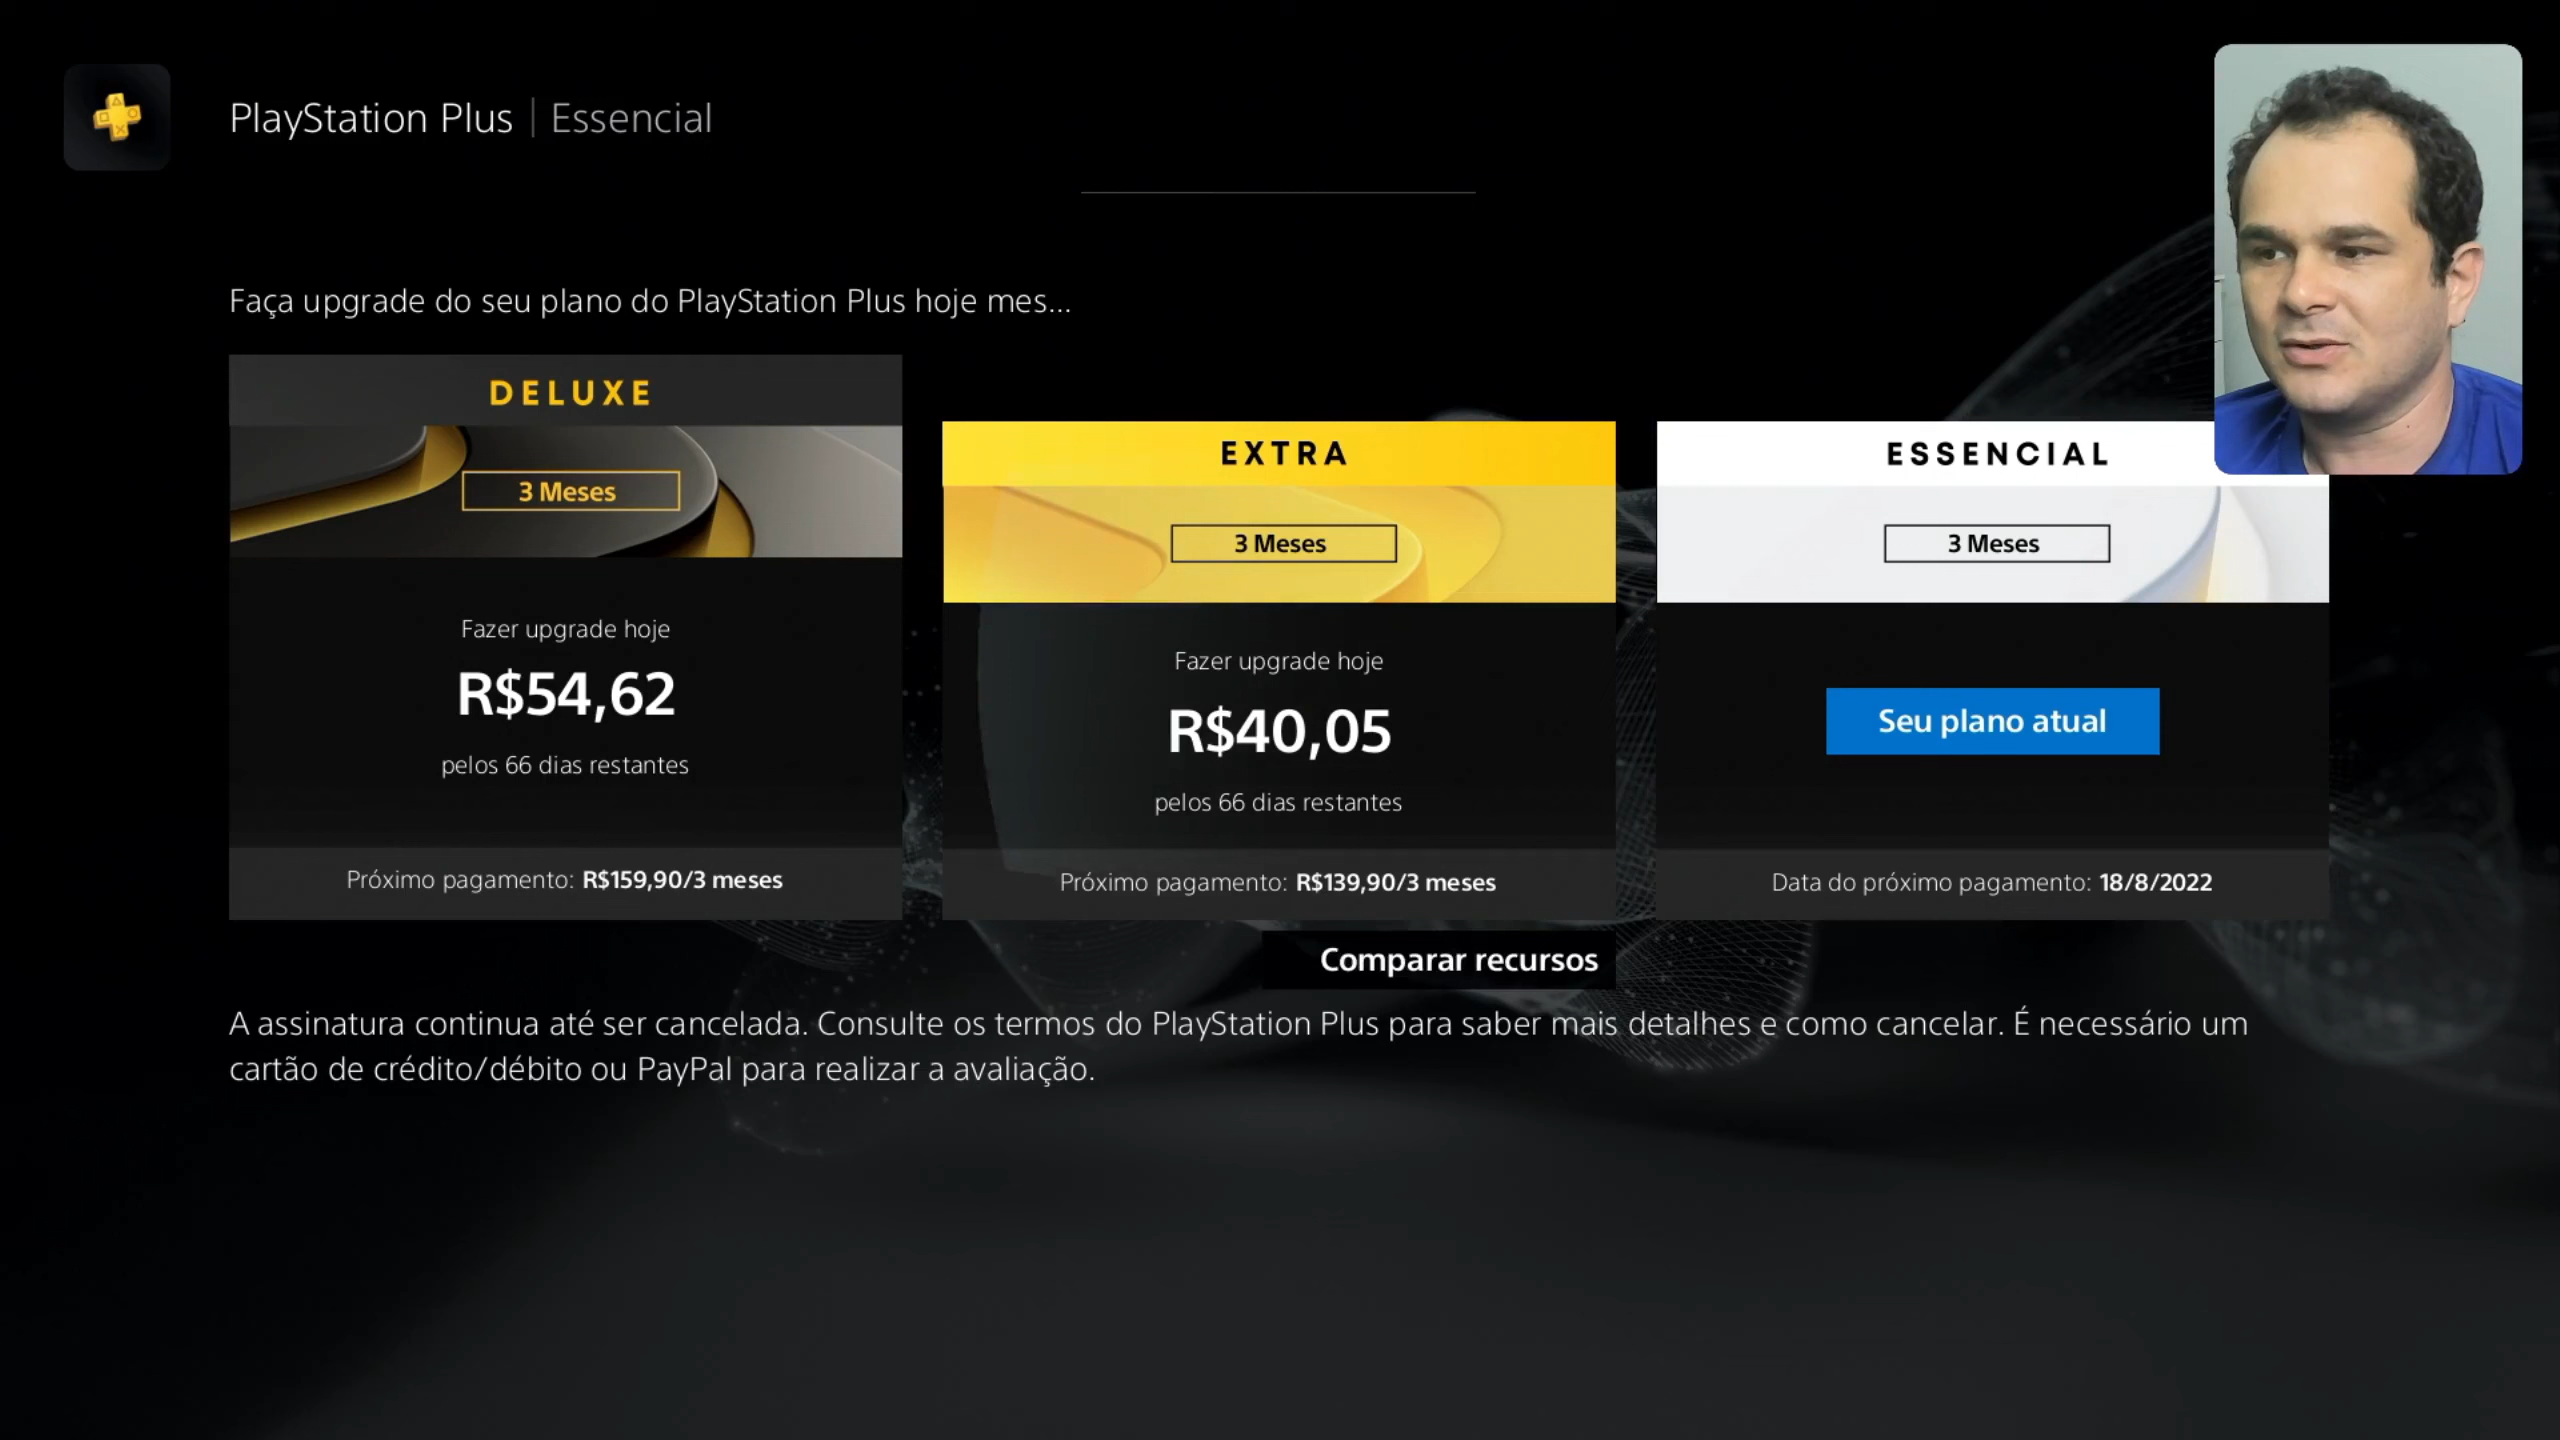 PlayStation Plus | Essencial
Faça upgrade do seu plano do PlayStation Plus hoje mes...
DELUXE
3 Meses
Fazer upgrade hoje
R$54,62
pelos 66 dias restantes
Próximo pagamento: R$159,90/3 meses
EXTRA
3 Meses
Fazer upgrade hoje
R$40,05
pelos 66 dias restantes
Próximo pagamento: R$139,90/3 meses
ESSENCIAL
3 Meses
Seu plano atual
Data do próximo pagamento: 18/8/2022
Comparar recursos
A assinatura continua até ser cancelada. Consulte os termos do PlayStation Plus para saber mais detalhes e como cancelar. É necessário um
cartão de crédito/débito ou PayPal para realizar a avaliação.